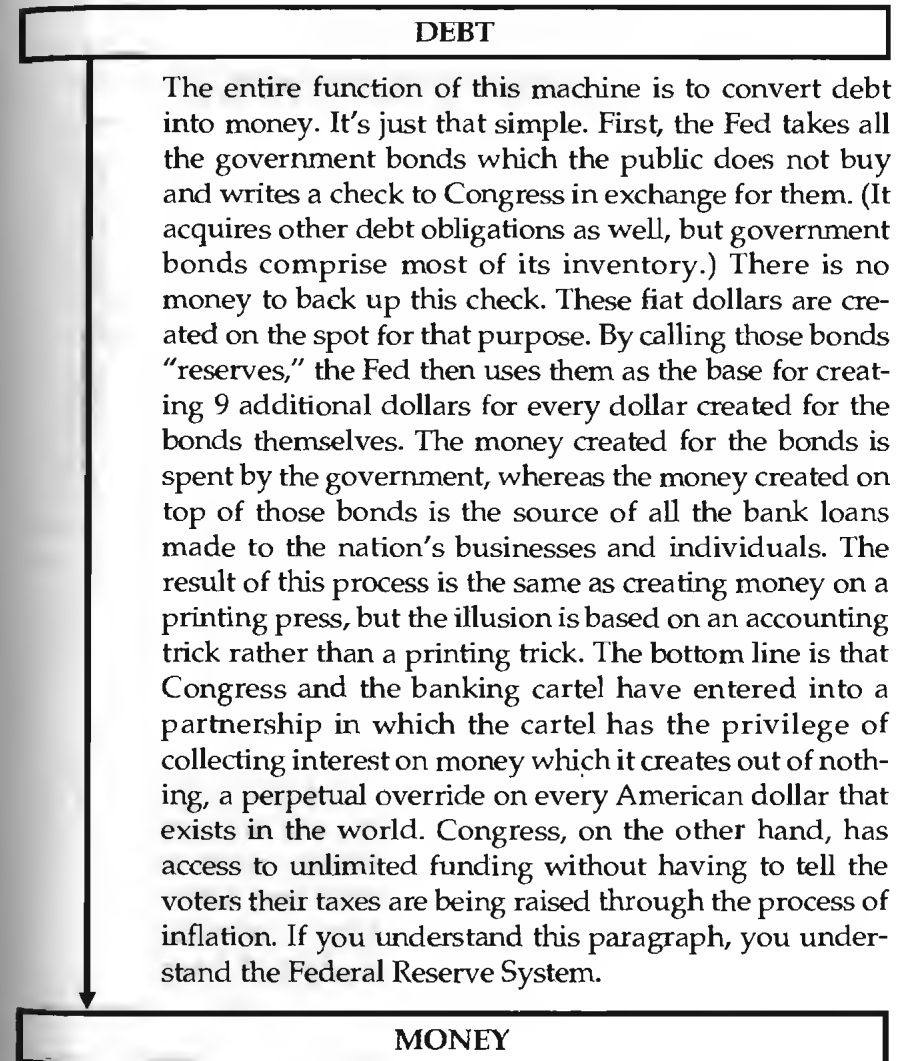 DEBT
The entire function of this machine is to convert debt
into money. It's just that simple. First, the Fed takes all
the government bonds which the public does not buy
and writes a check to Congress in exchange for them. (It
acquires other debt obligations as well, but government
bonds comprise most of its inventory.) There is no
money to back up this check. These fiat dollars are cre-
ated on the spot for that purpose. By calling those bonds
"reserves," the Fed then uses them as the base for creat-
ing 9 additional dollars for every dollar created for the
bonds themselves. The money created for the bonds is
spent by the government, whereas the money created on
top of those bonds is the source of all the bank loans
made to the nation's businesses and individuals. The
result of this process is the same as creating money on a
printing press, but the illusion is based on an accounting
trick rather than a printing trick. The bottom line is that
Congress and the banking cartel have entered into a
partnership in which the cartel has the privilege of
collecting interest on money which it creates out of noth-
ing, a perpetual override on every American dollar that
exists in the world. Congress, on the other hand, has
access to unlimited funding without having to tell the
voters their taxes are being raised through the process of
inflation. If you understand this paragraph, you under-
stand the Federal Reserve System.
MONEY